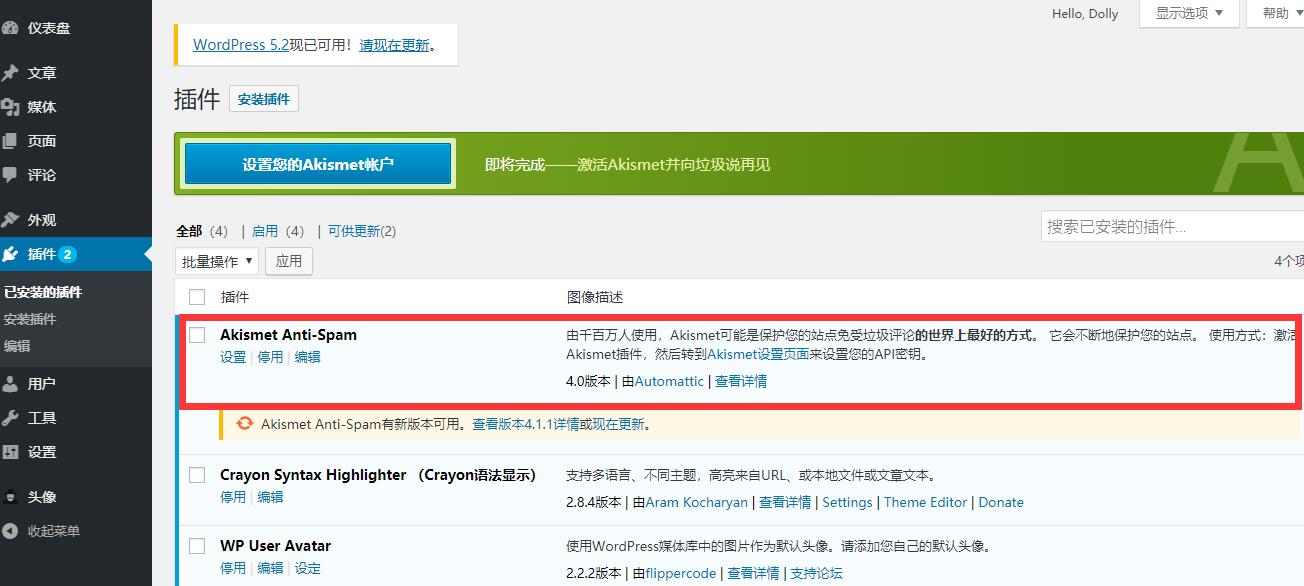 Hello, Dolly
显示选项
帮助
仪表盘
文章
媒体
页面
评论
外观
插件 2
已安装的插件
安装插件
编辑
用户
工具
设置
头像
收起菜单
WordPress 5.2现已可用！请现在更新。
插件 安装插件
设置您的Akismet帐户 即将完成——激活Akismet并向垃圾说再见
A
全部 (4) | 启用 (4) | 可供更新(2)
搜索已安装的插件...
批量操作 应用
4个项
插件 图像描述
Akismet Anti-Spam
设置 | 停用 | 编辑
由千百万人使用，Akismet可能是保护您的站点免受垃圾评论的世界上最好的方式。 它会不断地保护您的站点。 使用方式：激活
Akismet插件，然后转到Akismet设置页面来设置您的API密钥。
4.0版本 | 由Automattic | 查看详情
Akismet Anti-Spam有新版本可用。查看版本4.1.1详情或现在更新。
Crayon Syntax Highlighter （Crayon语法显示）
停用 | 编辑
支持多语言、不同主题，高亮来自URL、或本地文件或文章文本。
2.8.4版本 | 由Aram Kocharyan | 查看详情 | Settings | Theme Editor | Donate
WP User Avatar
停用 | 编辑 | 设定
使用WordPress媒体库中的图片作为默认头像。请添加您自己的默认头像。
2.2.2版本 | 由flippercode | 查看详情 | 支持论坛